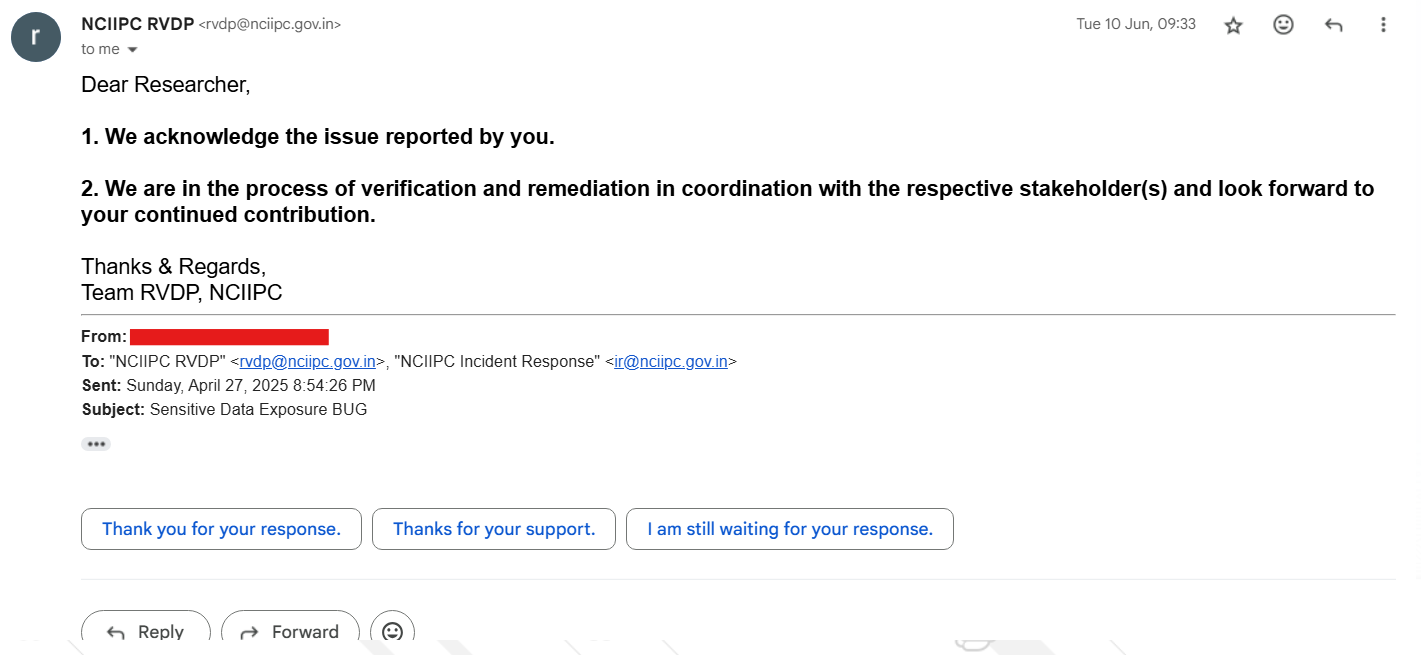 r
NCIIPC RVDP <rvdp@nciipc.gov.in>
Tue 10 Jun, 09:33
to me
Dear Researcher,
1. We acknowledge the issue reported by you.
2. We are in the process of verification and remediation in coordination with the respective stakeholder(s) and look forward to
your continued contribution.
Thanks & Regards,
Team RVDP, NCIIPC
From:
To: "NCIIPC RVDP" <rvdp@nciipc.gov.in>, "NCIIPC Incident Response" <ir@nciipc.gov.in>
Sent: Sunday, April 27, 2025 8:54:26 PM
Subject: Sensitive Data Exposure BUG
Thank you for your response.
Thanks for your support.
I am still waiting for your response.
Reply
Forward